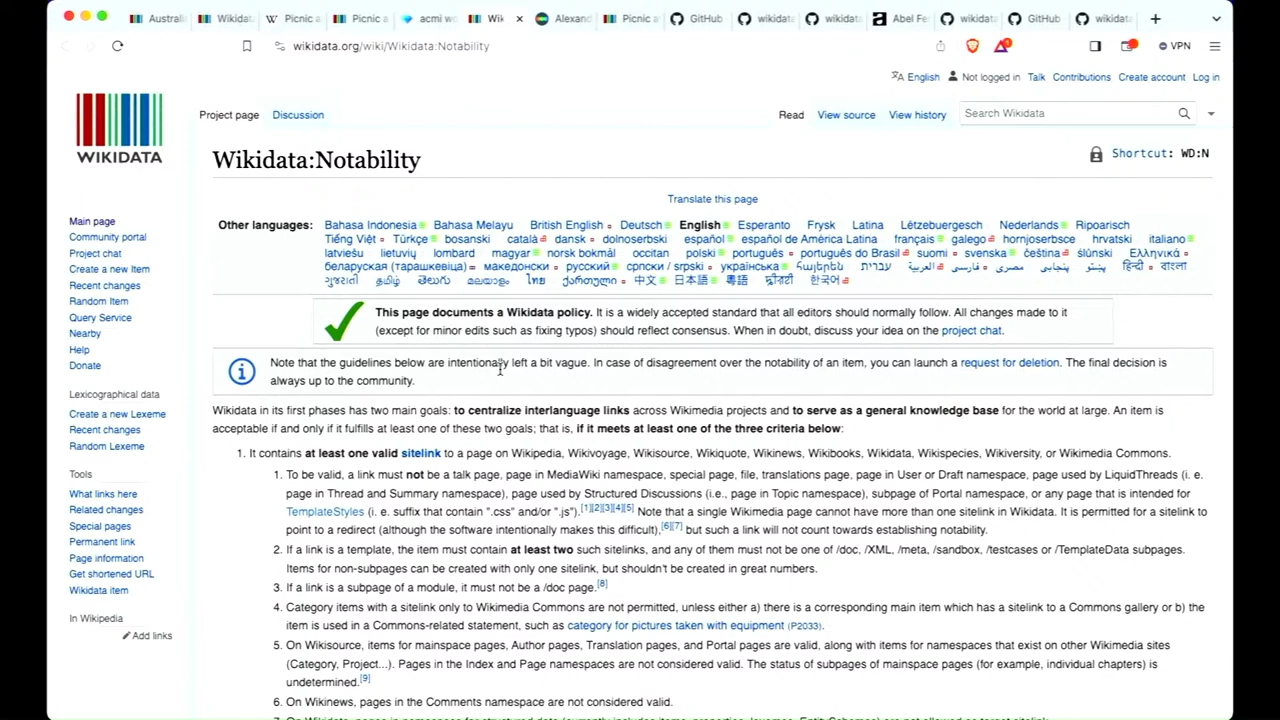 Austral
Wikidat
Picnic a
Picnic a
acmi wo
Wik
Alexand
Picnic a
GitHub
wikidat
wikidat
Abel Fe
wikidat
GitHub
wikidat
wikidata.org/wiki/Wikidata:Notability
VPN
English Not logged in Talk Contributions Create account Log in
WIKIDATA
Project page Discussion Read View source View history Search Wikidata
Wikidata:Notability
Shortcut: WD:N
Translate this page
Other languages: Bahasa Indonesia Bahasa Melayu British English Deutsch English Esperanto Frysk Latina Lëtzebuergesch Nederlands Ripoarisch
Tiếng Việt Türkçe bosanski català dansk dolnoserbski español español de América Latina français galego hornjoserbsce hrvatski italiano
latviešu lietuvių lombard magyar norsk bokmål occitan polski português português do Brasil suomi svenska čeština slúnski Ελληνικά
беларуская (тарашкевіца) македонски русский српски / srpski українська հայերեն עברית العربية فارسی مصرى پنجابی پښتو हिन्दी বাংলা
ગુજરાતી தமிழ் తెలుగు മലയാളം ไทย ქართული 中文 日本語 粵語 한국어
This page documents a Wikidata policy. It is a widely accepted standard that all editors should normally follow. All changes made to it
(except for minor edits such as fixing typos) should reflect consensus. When in doubt, discuss your idea on the project chat.
Note that the guidelines below are intentionally left a bit vague. In case of disagreement over the notability of an item, you can launch a request for deletion. The final decision is
always up to the community.
Wikidata in its first phases has two main goals: to centralize interlanguage links across Wikimedia projects and to serve as a general knowledge base for the world at large. An item is
acceptable if and only if it fulfills at least one of these two goals; that is, if it meets at least one of the three criteria below:
1. It contains at least one valid sitelink to a page on Wikipedia, Wikivoyage, Wikisource, Wikiquote, Wikinews, Wikibooks, Wikidata, Wikispecies, Wikiversity, or Wikimedia Commons.
1. To be valid, a link must not be a talk page, page in MediaWiki namespace, special page, file, translations page, page in User or Draft namespace, page used by LiquidThreads (i. e.
page in Thread and Summary namespace), page used by Structured Discussions (i.e., page in Topic namespace), subpage of Portal namespace, or any page that is intended for
TemplateStyles (i. e. suffix that contain ".css" and/or ".js").[1][2][3][4][5] Note that a single Wikimedia page cannot have more than one sitelink in Wikidata. It is permitted for a sitelink to
point to a redirect (although the software intentionally makes this difficult),[6][7] but such a link will not count towards establishing notability.
2. If a link is a template, the item must contain at least two such sitelinks, and any of them must not be one of /doc, /XML, /meta, /sandbox, /testcases or /TemplateData subpages.
Items for non-subpages can be created with only one sitelink, but shouldn't be created in great numbers.
3. If a link is a subpage of a module, it must not be a /doc page.[8]
4. Category items with a sitelink only to Wikimedia Commons are not permitted, unless either a) there is a corresponding main item which has a sitelink to a Commons gallery or b) the
item is used in a Commons-related statement, such as category for pictures taken with equipment (P2033).
5. On Wikisource, items for mainspace pages, Author pages, Translation pages, and Portal pages are valid, along with items for namespaces that exist on other Wikimedia sites
(Category, Project...). Pages in the Index and Page namespaces are not considered valid. The status of subpages of mainspace pages (for example, individual chapters) is
undetermined.[9]
6. On Wikinews, pages in the Comments namespace are not considered valid.
Main page
Community portal
Project chat
Create a new Item
Recent changes
Random Item
Query Service
Nearby
Help
Donate
Lexicographical data
Create a new Lexeme
Recent changes
Random Lexeme
Tools
What links here
Related changes
Special pages
Permanent link
Page information
Get shortened URL
Wikidata item
In Wikipedia
Add links